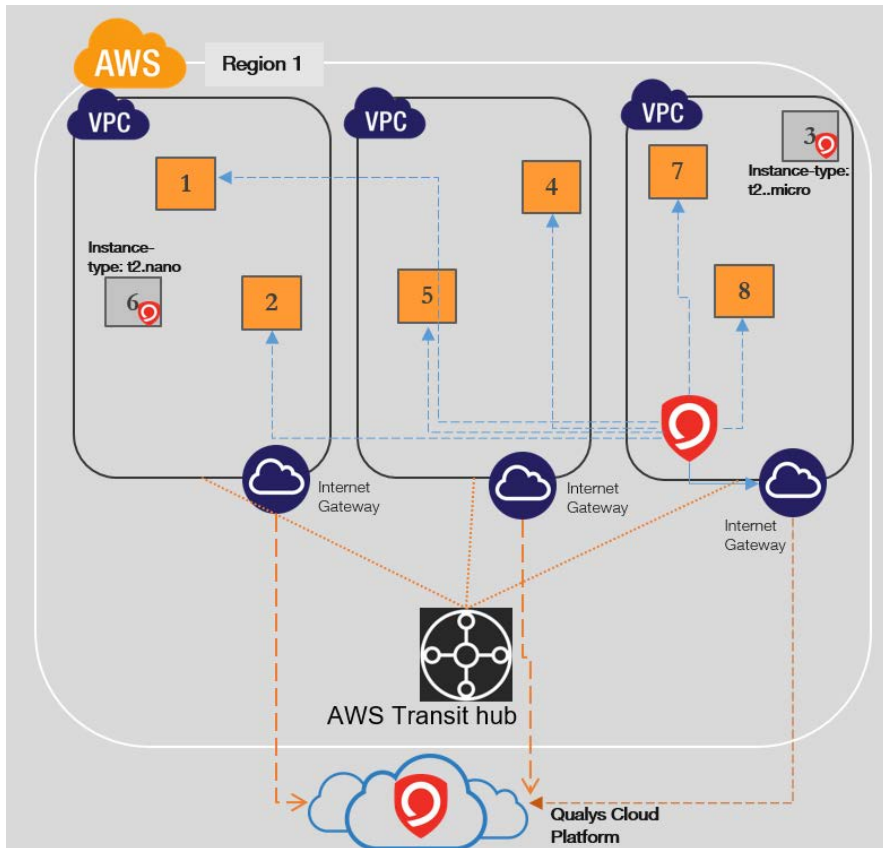 AWS
Region 1
VPC
VPC
VPC
1
4
7
3
Instance-type:
t2..micro
Instance-
type: t2.nano
6
2
5
8
Internet
Gateway
Internet
Gateway
Internet
Gateway
AWS Transit hub
Qualys Cloud
Platform